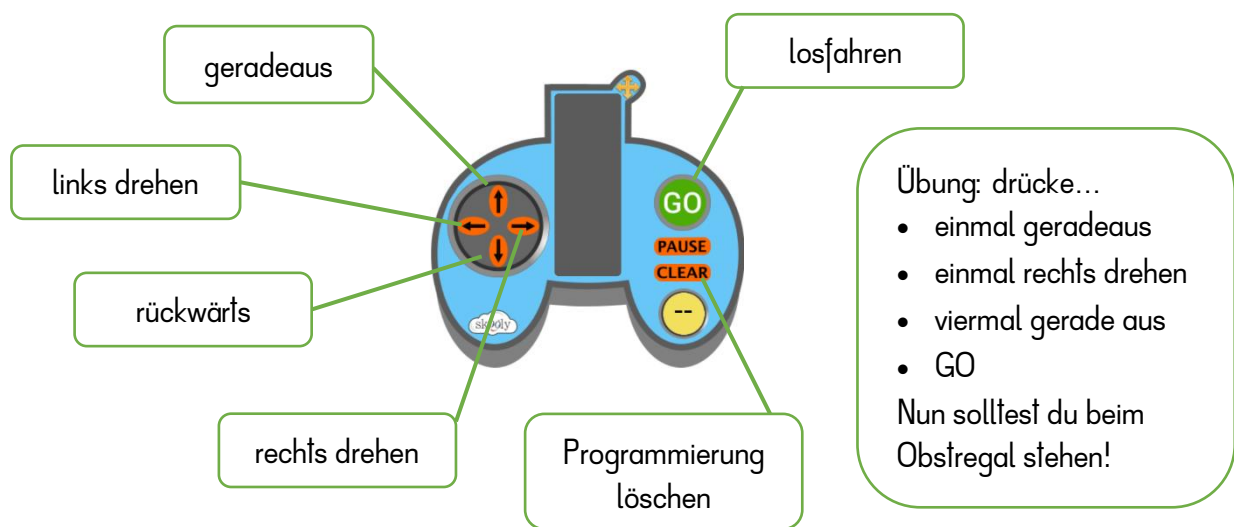 geradeaus
losfahren
links drehen
rückwärts
rechts drehen
Programmierung
löschen
GO
PAUSE
CLEAR
--
skooly
Übung: drücke...
• einmal geradeaus
• einmal rechts drehen
• viermal gerade aus
• GO
Nun solltest du beim
Obstregal stehen!